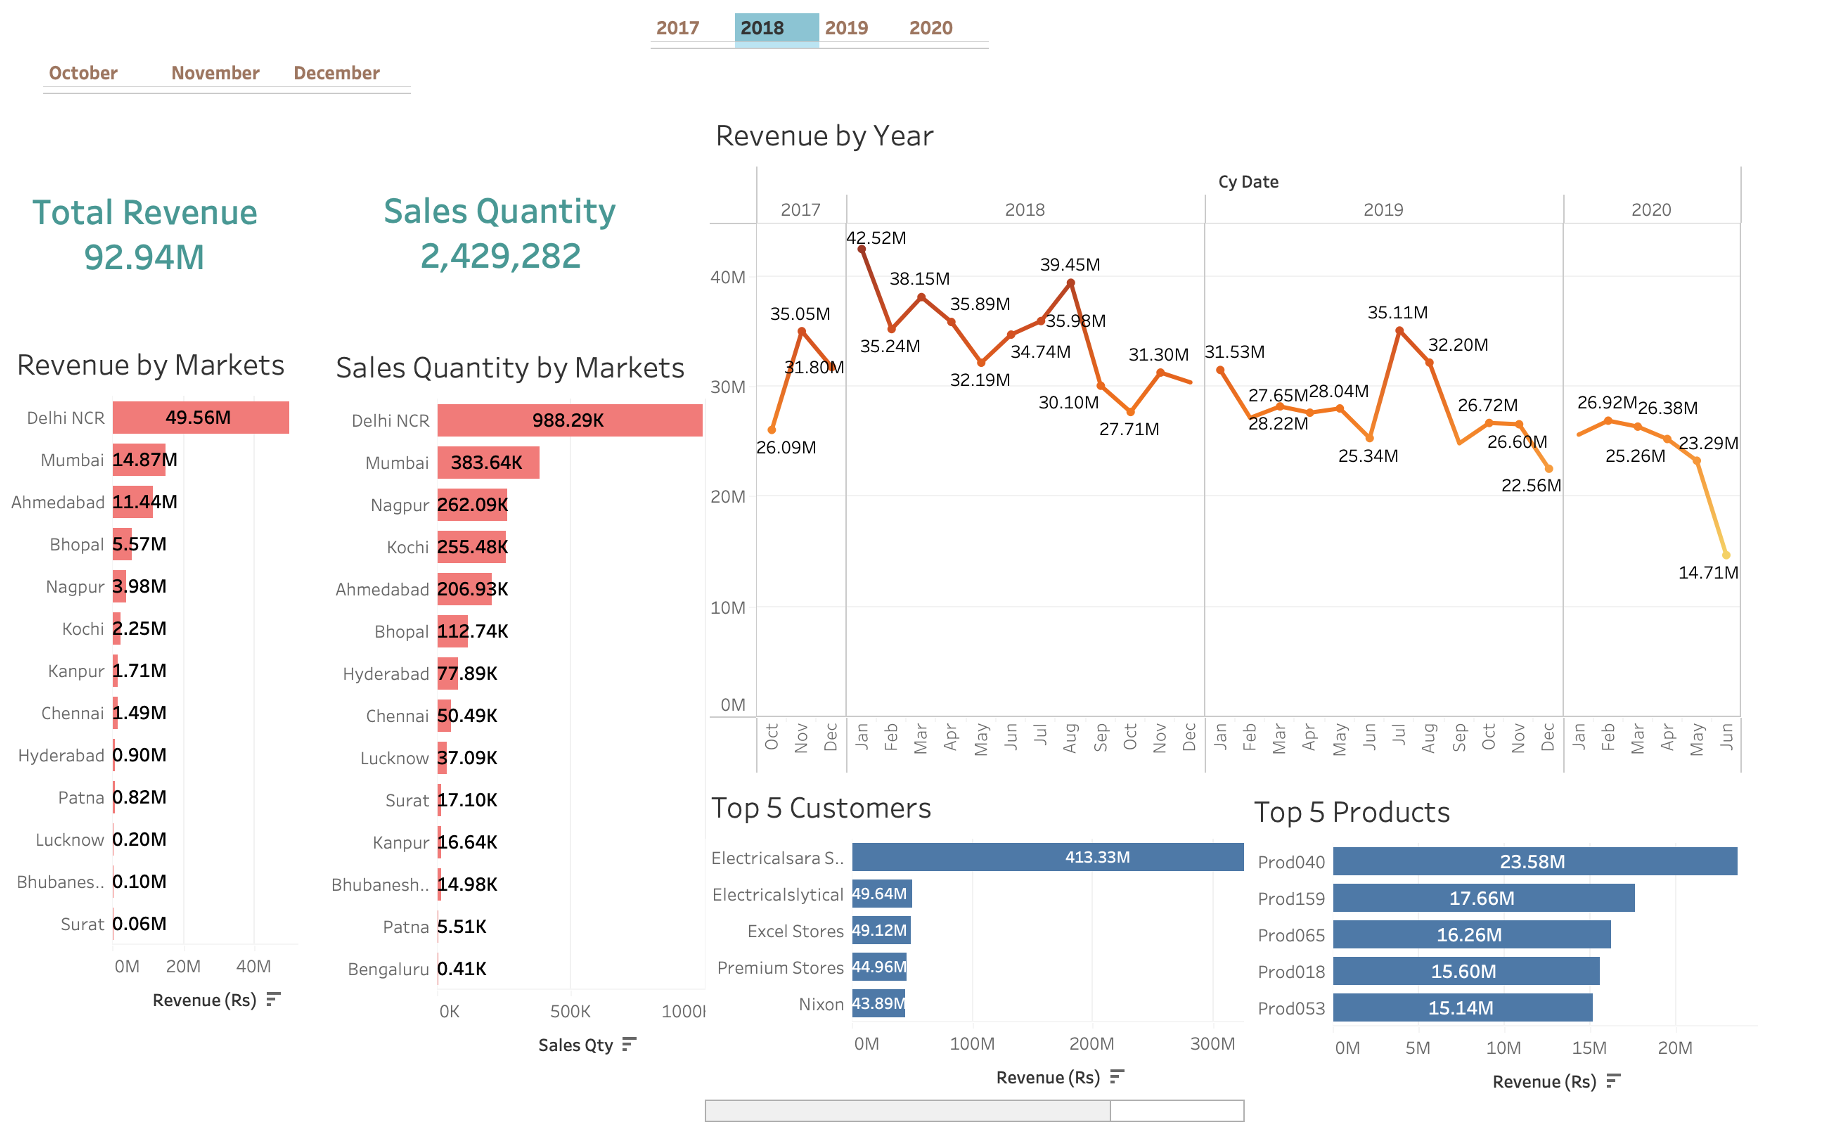 2017 2018 2019 2020
October November December
Revenue by Year
Cy Date
2017 2018 2019 2020
Total Revenue
92.94M
Sales Quantity
2,429,282
42.52M
38.15M
35.24M
35.89M
32.19M
34.74M
35.98M
39.45M
30.10M
27.71M
31.30M
26.09M
35.05M
31.80M
31.53M
27.65M
28.22M
28.04M
25.34M
35.11M
32.20M
26.72M
26.60M
22.56M
26.92M
26.38M
25.26M
23.29M
14.71M
40M
30M
20M
10M
0M
Oct Nov Dec Jan Feb Mar Apr May Jun Jul Aug Sep Oct Nov Dec Jan Feb Mar Apr May Jun Jul Aug Sep Oct Nov Dec Jan Feb Mar Apr May Jun
Revenue by Markets
Delhi NCR 49.56M
Mumbai 14.87M
Ahmedabad 11.44M
Bhopal 5.57M
Nagpur 3.98M
Kochi 2.25M
Kanpur 1.71M
Chennai 1.49M
Hyderabad 0.90M
Patna 0.82M
Lucknow 0.20M
Bhubanes.. 0.10M
Surat 0.06M
0M 20M 40M
Revenue (Rs)
Sales Quantity by Markets
Delhi NCR 988.29K
Mumbai 383.64K
Nagpur 262.09K
Kochi 255.48K
Ahmedabad 206.93K
Bhopal 112.74K
Hyderabad 77.89K
Chennai 50.49K
Lucknow 37.09K
Surat 17.10K
Kanpur 16.64K
Bhubanesh.. 14.98K
Patna 5.51K
Bengaluru 0.41K
0K 500K 1000
Sales Qty
Top 5 Customers
Electricalsara S.. 413.33M
Electricalslytical 49.64M
Excel Stores 49.12M
Premium Stores 44.96M
Nixon 43.89M
0M 100M 200M 300M
Revenue (Rs)
Top 5 Products
Prod040 23.58M
Prod159 17.66M
Prod065 16.26M
Prod018 15.60M
Prod053 15.14M
0M 5M 10M 15M 20M
Revenue (Rs)